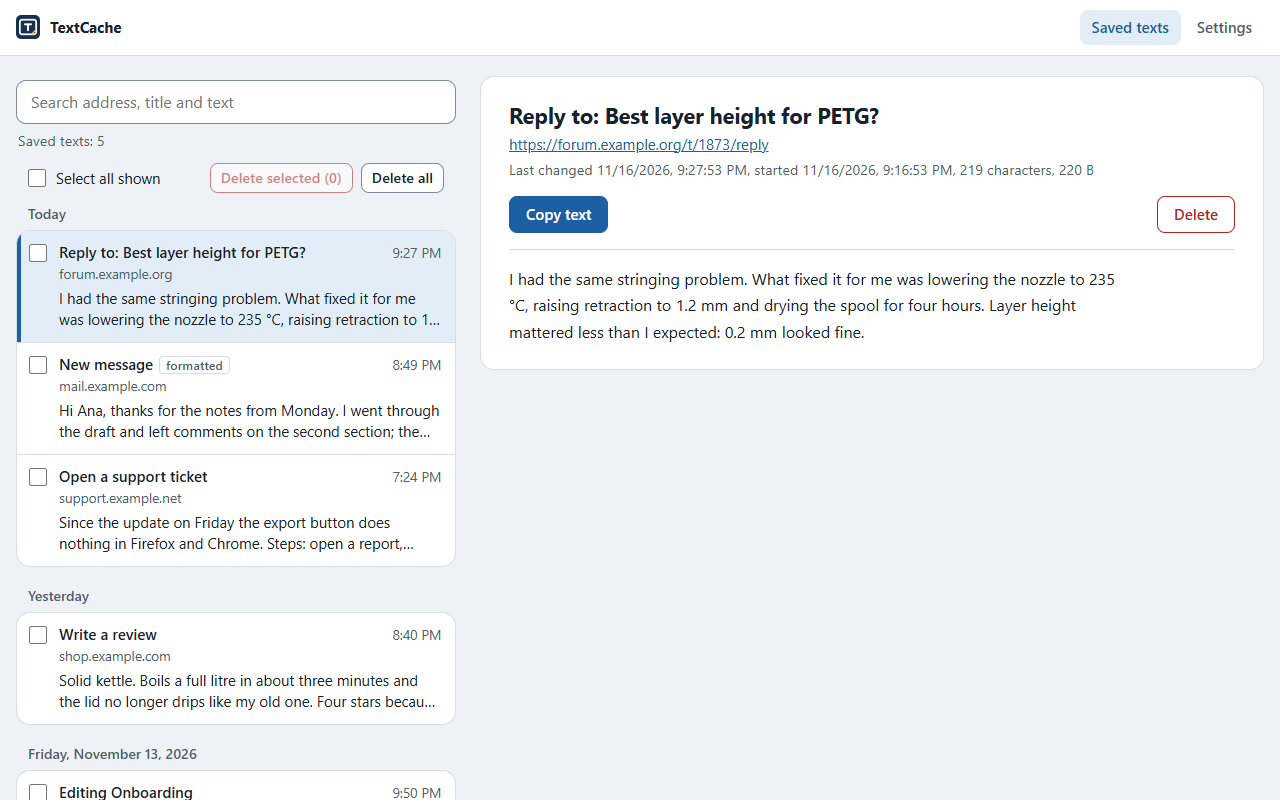 TextCache
Saved texts
Settings
Search address, title and text
Saved texts: 5
Select all shown
Delete selected (0)
Delete all
Today
Reply to: Best layer height for PETG?
9:27 PM
forum.example.org
I had the same stringing problem. What fixed it for me
was lowering the nozzle to 235 °C, raising retraction to 1...
New message
formatted
8:49 PM
mail.example.com
Hi Ana, thanks for the notes from Monday. I went through
the draft and left comments on the second section; the...
Open a support ticket
7:24 PM
support.example.net
Since the update on Friday the export button does
nothing in Firefox and Chrome. Steps: open a report,...
Yesterday
Write a review
8:40 PM
shop.example.com
Solid kettle. Boils a full litre in about three minutes and
the lid no longer drips like my old one. Four stars becau...
Friday, November 13, 2026
Editing Onboarding
9:50 PM
Reply to: Best layer height for PETG?
https://forum.example.org/t/1873/reply
Last changed 11/16/2026, 9:27:53 PM, started 11/16/2026, 9:16:53 PM, 219 characters, 220 B
Copy text
Delete
I had the same stringing problem. What fixed it for me was lowering the nozzle to 235
°C, raising retraction to 1.2 mm and drying the spool for four hours. Layer height
mattered less than I expected: 0.2 mm looked fine.